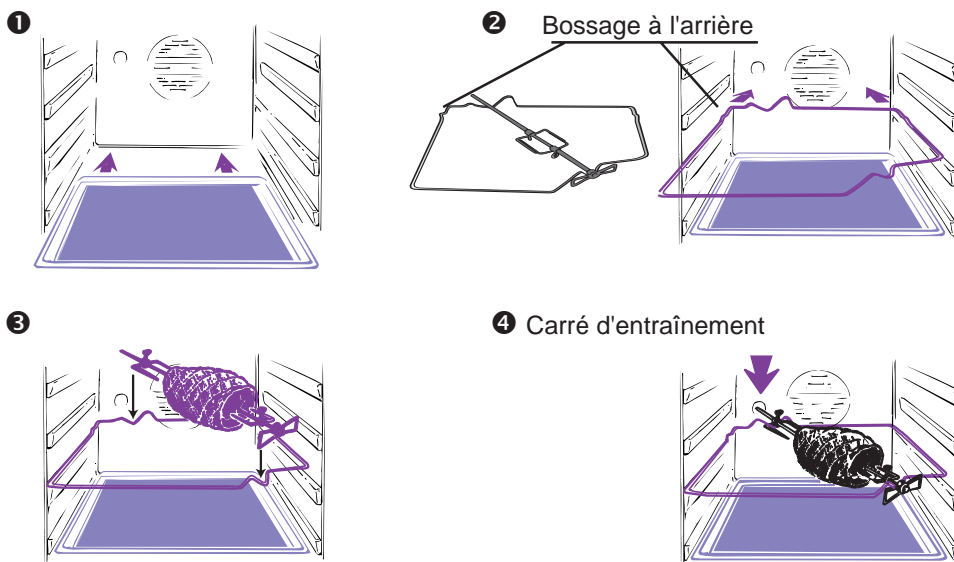 ❶
❷ Bossage à l'arrière
❸
❹ Carré d'entraînement